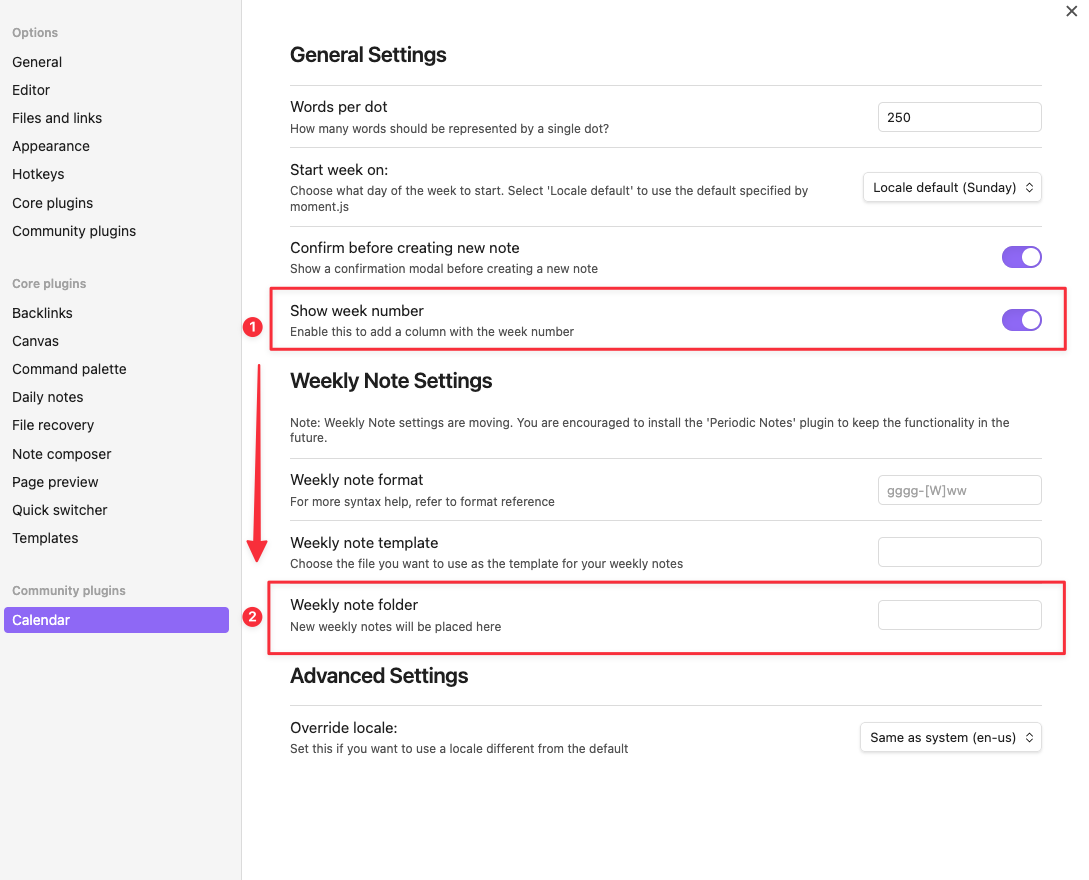 Options
General
Editor
Files and links
Appearance
Hotkeys
Core plugins
Community plugins
Core plugins
Backlinks
Canvas
Command palette
Daily notes
File recovery
Note composer
Page preview
Quick switcher
Templates
Community plugins
Calendar
General Settings
Words per dot
How many words should be represented by a single dot?
250
Start week on:
Choose what day of the week to start. Select 'Locale default' to use the default specified by
moment.js
Locale default (Sunday)
Confirm before creating new note
Show a confirmation modal before creating a new note
1
Show week number
Enable this to add a column with the week number
Weekly Note Settings
Note: Weekly Note settings are moving. You are encouraged to install the 'Periodic Notes' plugin to keep the functionality in the
future.
Weekly note format
For more syntax help, refer to format reference
gggg-[W]ww
Weekly note template
Choose the file you want to use as the template for your weekly notes
2
Weekly note folder
New weekly notes will be placed here
Advanced Settings
Override locale:
Set this if you want to use a locale different from the default
Same as system (en-us)